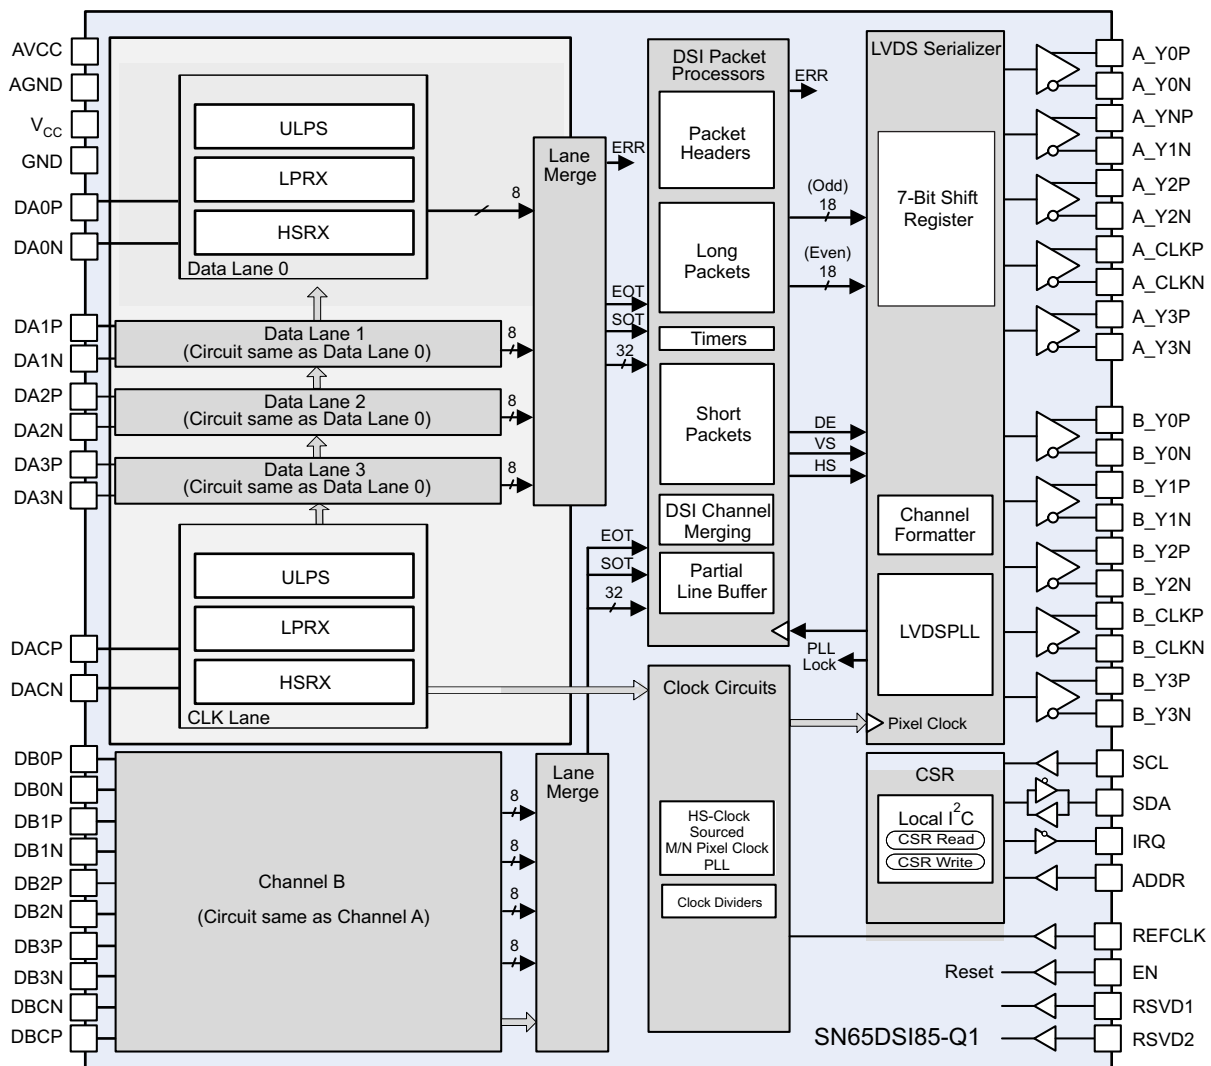 AVCC
AGND
VCC
GND
DA0P
DA0N
DA1P
DA1N
DA2P
DA2N
DA3P
DA3N
DACP
DACN
DB0P
DB0N
DB1P
DB1N
DB2P
DB2N
DB3P
DB3N
DBCN
DBCP
ULPS
LPRX
HSRX
Data Lane 0
8
Data Lane 1
(Circuit same as Data Lane 0)
8
Data Lane 2
(Circuit same as Data Lane 0)
8
Data Lane 3
(Circuit same as Data Lane 0)
8
ULPS
LPRX
HSRX
CLK Lane
Channel B
(Circuit same as Channel A)
8
8
8
8
Lane
Merge
ERR
EOT
SOT
32
Lane
Merge
EOT
SOT
32
DSI Packet
Processors
Packet
Headers
Long
Packets
Timers
Short
Packets
DSI Channel
Merging
Partial
Line Buffer
ERR
(Odd)
18
(Even)
18
DE
VS
HS
PLL
Lock
Clock Circuits
HS-Clock
Sourced
M/N Pixel Clock
PLL
Clock Dividers
LVDS Serializer
7-Bit Shift
Register
Channel
Formatter
LVDSPLL
Pixel Clock
CSR
Local I2C
CSR Read
CSR Write
Reset
SN65DSI85-Q1
A_Y0P
A_Y0N
A_YNP
A_Y1N
A_Y2P
A_Y2N
A_CLKP
A_CLKN
A_Y3P
A_Y3N
B_Y0P
B_Y0N
B_Y1P
B_Y1N
B_Y2P
B_Y2N
B_CLKP
B_CLKN
B_Y3P
B_Y3N
SCL
SDA
IRQ
ADDR
REFCLK
EN
RSVD1
RSVD2